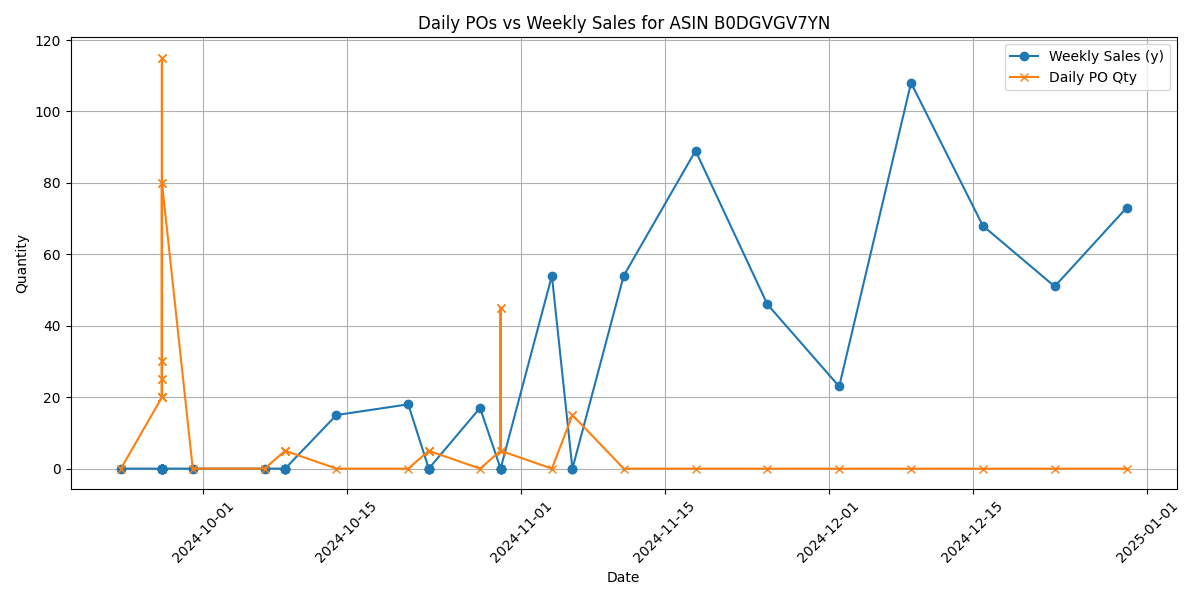 Daily POs vs Weekly Sales for ASIN B0DGVGV7YN
120
100
80
60
40
20
0
Quantity
Weekly Sales (y)
Daily PO Qty
2024-10-01
2024-10-15
2024-11-01
2024-11-15
2024-12-01
2024-12-15
2025-01-01
Date